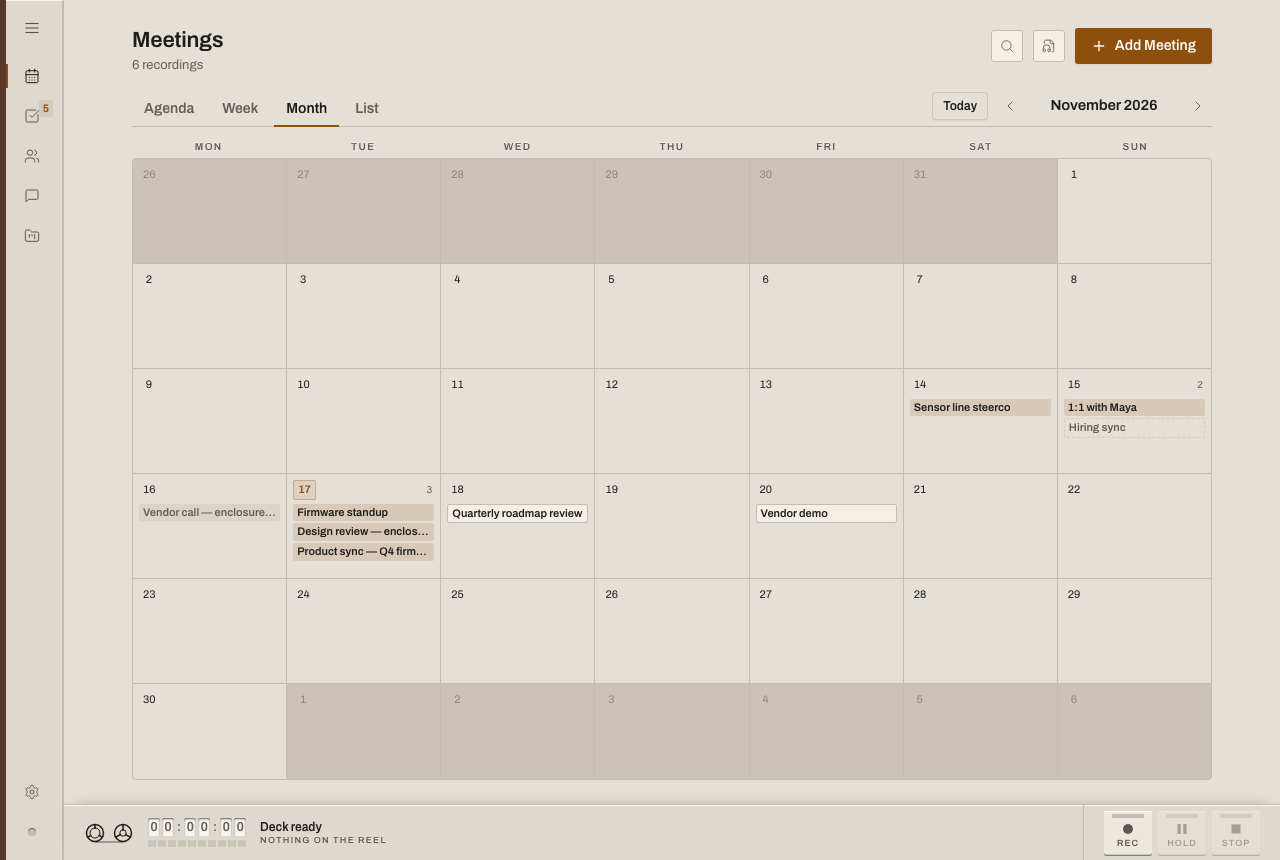 Meetings
6 recordings
Add Meeting
5
Agenda Week Month List
Today November 2026
MON TUE WED THU FRI SAT SUN
26 27 28 29 30 31 1
2 3 4 5 6 7 8
9 10 11 12 13 14 15 2
Sensor line steerco 1:1 with Maya
Hiring sync
16 17 3 18 19 20 21 22
Vendor call — enclosure… Firmware standup Quarterly roadmap review Vendor demo
Design review — enclos…
Product sync — Q4 firm…
23 24 25 26 27 28 29
30 1 2 3 4 5 6
00:00:00 Deck ready
NOTHING ON THE REEL
REC HOLD STOP